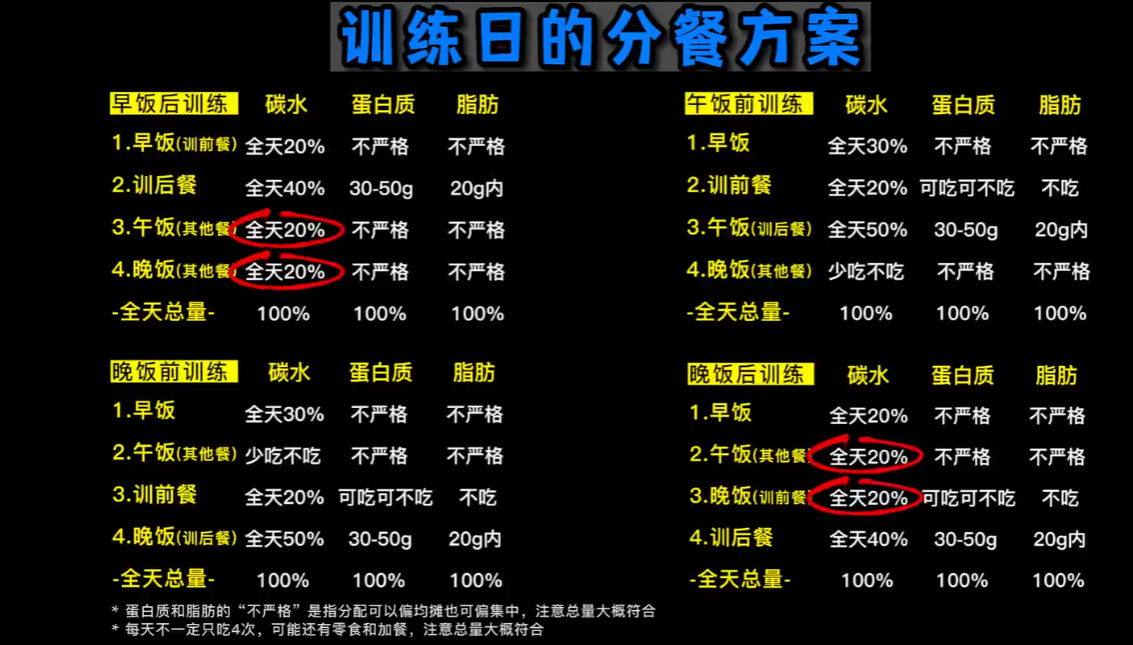 训练日的分餐方案
早饭后训练 碳水 蛋白质 脂肪
1.早饭(训前餐) 全天20% 不严格 不严格
2.训后餐 全天40% 30-50g 20g内
3.午饭(其他餐) 全天20% 不严格 不严格
4.晚饭(其他餐) 全天20% 不严格 不严格
-全天总量- 100% 100% 100%
午饭前训练 碳水 蛋白质 脂肪
1.早饭 全天30% 不严格 不严格
2.训前餐 全天20% 可吃可不吃 不吃
3.午饭(训后餐) 全天50% 30-50g 20g内
4.晚饭(其他餐) 少吃不吃 不严格 不严格
-全天总量- 100% 100% 100%
晚饭前训练 碳水 蛋白质 脂肪
1.早饭 全天30% 不严格 不严格
2.午饭(其他餐) 少吃不吃 不严格 不严格
3.训前餐 全天20% 可吃可不吃 不吃
4.晚饭(训后餐) 全天50% 30-50g 20g内
-全天总量- 100% 100% 100%
晚饭后训练 碳水 蛋白质 脂肪
1.早饭 全天20% 不严格 不严格
2.午饭(其他餐) 全天20% 不严格 不严格
3.晚饭(训前餐) 全天20% 可吃可不吃 不吃
4.训后餐 全天40% 30-50g 20g内
-全天总量- 100% 100% 100%
* 蛋白质和脂肪的“不严格”是指分配可以偏均摊也可偏集中，注意总量大概符合
* 每天不一定只吃4次，可能还有零食和加餐，注意总量大概符合